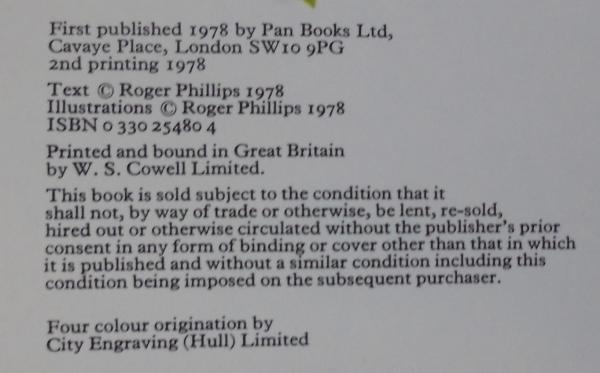 First published 1978 by Pan Books Ltd,
Cavaye Place, London SW10 9PG
2nd printing 1978
Text © Roger Phillips 1978
Illustrations © Roger Phillips 1978
ISBN 0 330 25480 4
Printed and bound in Great Britain
by W. S. Cowell Limited.
This book is sold subject to the condition that it
shall not, by way of trade or otherwise, be lent, re-sold,
hired out or otherwise circulated without the publisher's prior
consent in any form of binding or cover other than that in which
it is published and without a similar condition including this
condition being imposed on the subsequent purchaser.
Four colour origination by
City Engraving (Hull) Limited